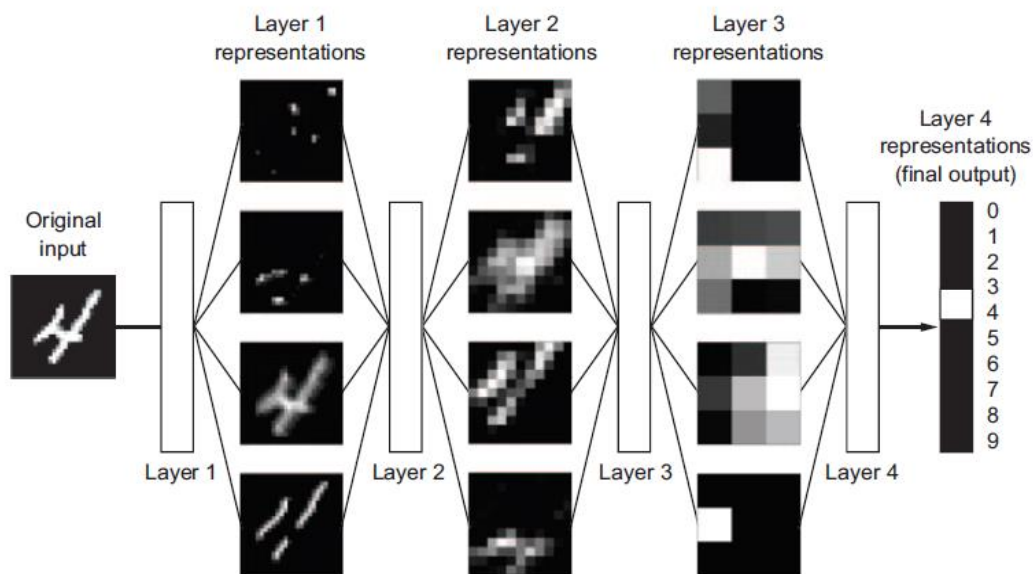 Layer 1
representations
Layer 2
representations
Layer 3
representations
Layer 4
representations
(final output)
Original
input
0
1
2
3
4
5
6
7
8
9
Layer 1
Layer 2
Layer 3
Layer 4